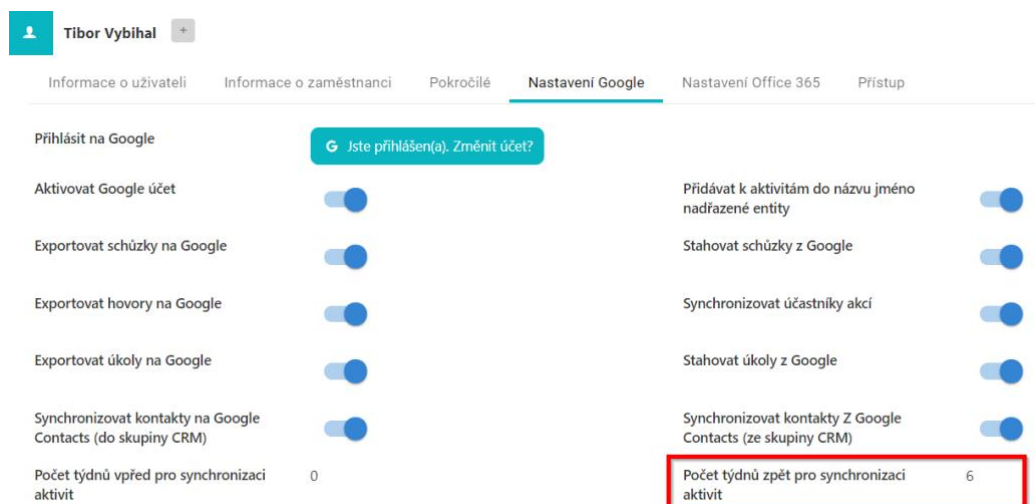 Tibor Vybihal +
Informace o uživateli Informace o zaměstnanci Pokročilé Nastavení Google Nastavení Office 365 Přístup
Přihlásit na Google
G Jste přihlášen(a). Změnit účet?
Aktivovat Google účet
Přidávat k aktivitám do názvu jméno
nadřazené entity
Exportovat schůzky na Google
Stahovat schůzky z Google
Exportovat hovory na Google
Synchronizovat účastníky akcí
Exportovat úkoly na Google
Stahovat úkoly z Google
Synchronizovat kontakty na Google
Contacts (do skupiny CRM)
Synchronizovat kontakty Z Google
Contacts (ze skupiny CRM)
Počet týdnů vpřed pro synchronizaci
aktivit
0
Počet týdnů zpět pro synchronizaci
aktivit
6